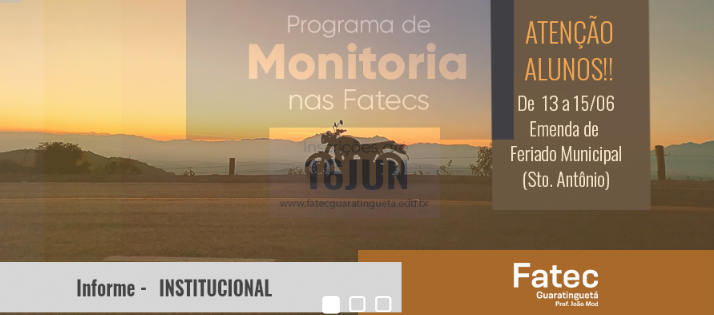 Programa de
Monitoria
nas Fatecs
Inscrições
16JUN
www.fatecguaratingueta.edu.br
ATENÇÃO
ALUNOS!!
De 13 a 15/06
Emenda de
Feriado Municipal
(Sto. Antônio)
Informe - INSTITUCIONAL
Fatec
Guaratinguetá
Prof. João Mod